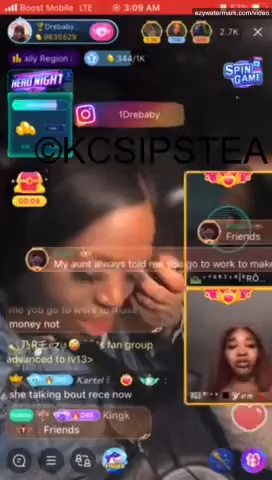 Boost Mobile LTE 3:09 AM
ezywatermark.com/video
Drebaby..
9635829
2.7K
ally Region :
344/1K
HERO NIGHT
SPIN GAME
1Drebaby
©KCSIPSTEA
00:09
Friends
My aunt always told me you go to work to make
me you go to work to make
money not
's fan group
advanced to lv13>
Kartel
she talking bout rece now
Kingk
Friends